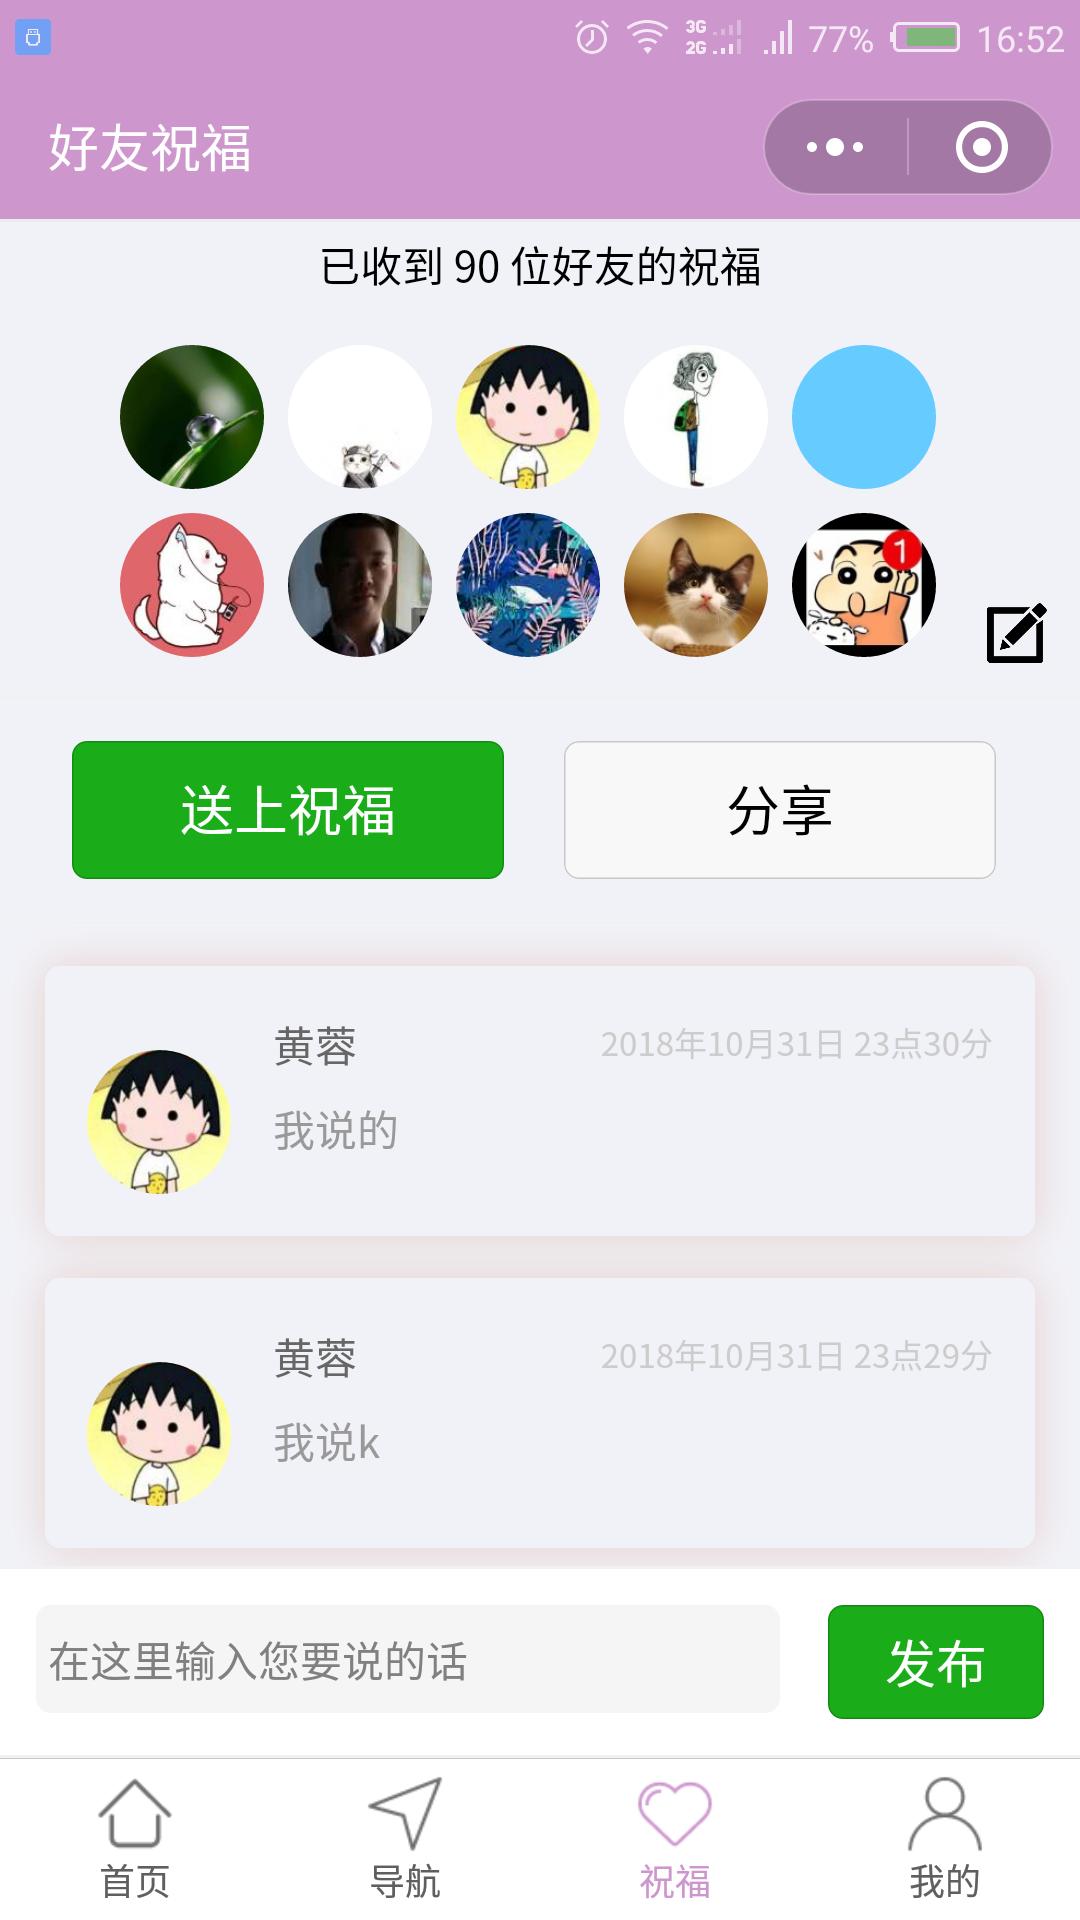 3G
2G
77%
16:52
好友祝福
已收到 90 位好友的祝福
1
送上祝福
分享
黄蓉
2018年10月31日 23点30分
我说的
黄蓉
2018年10月31日 23点29分
我说k
在这里输入您要说的话
发布
首页
导航
祝福
我的